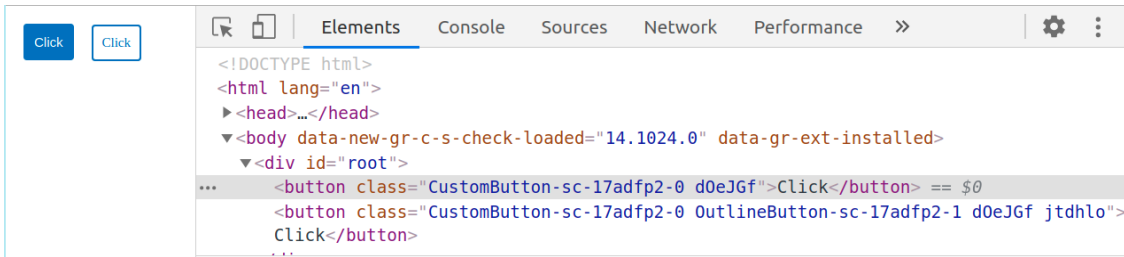 Click Click
Elements Console Sources Network Performance »
<!DOCTYPE html>
<html lang="en">
▶<head>…</head>
▼<body data-new-gr-c-s-check-loaded="14.1024.0" data-gr-ext-installed>
▼<div id="root">
••• <button class="CustomButton-sc-17adfp2-0 dOeJGf">Click</button> == $0
<button class="CustomButton-sc-17adfp2-0 OutlineButton-sc-17adfp2-1 dOeJGf jtdhlo">
Click</button>